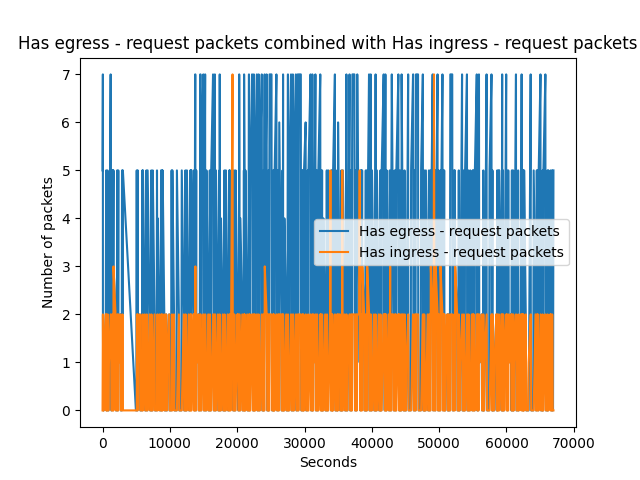 Has egress - request packets combined with Has ingress - request packets
7
6
5
4
3
2
1
0
Number of packets
Has egress - request packets
Has ingress - request packets
0 10000 20000 30000 40000 50000 60000 70000
Seconds